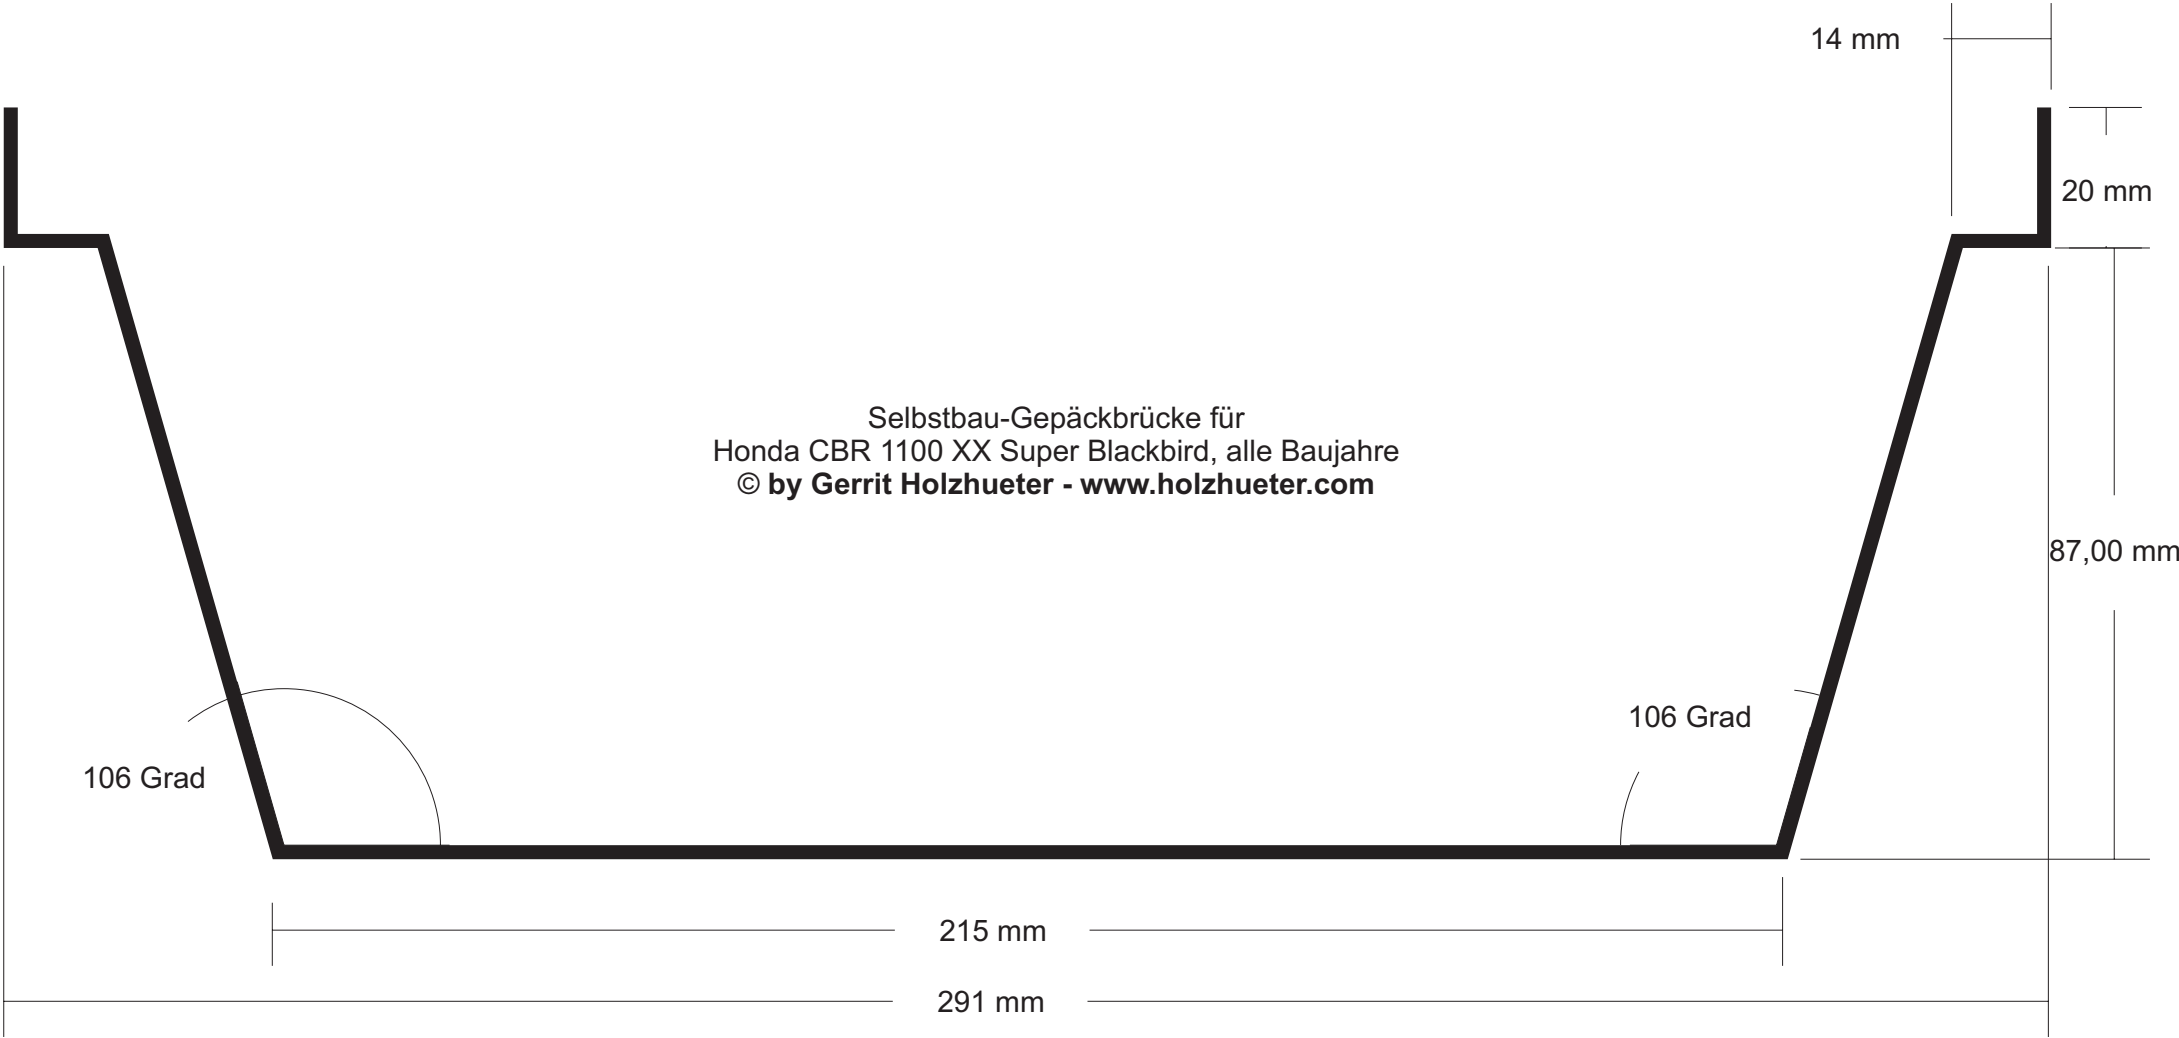 14 mm
20 mm
Selbstbau-Gepäckbrücke für
Honda CBR 1100 XX Super Blackbird, alle Baujahre
© by Gerrit Holzhueter - www.holzhueter.com
87,00 mm
106 Grad
106 Grad
215 mm
291 mm